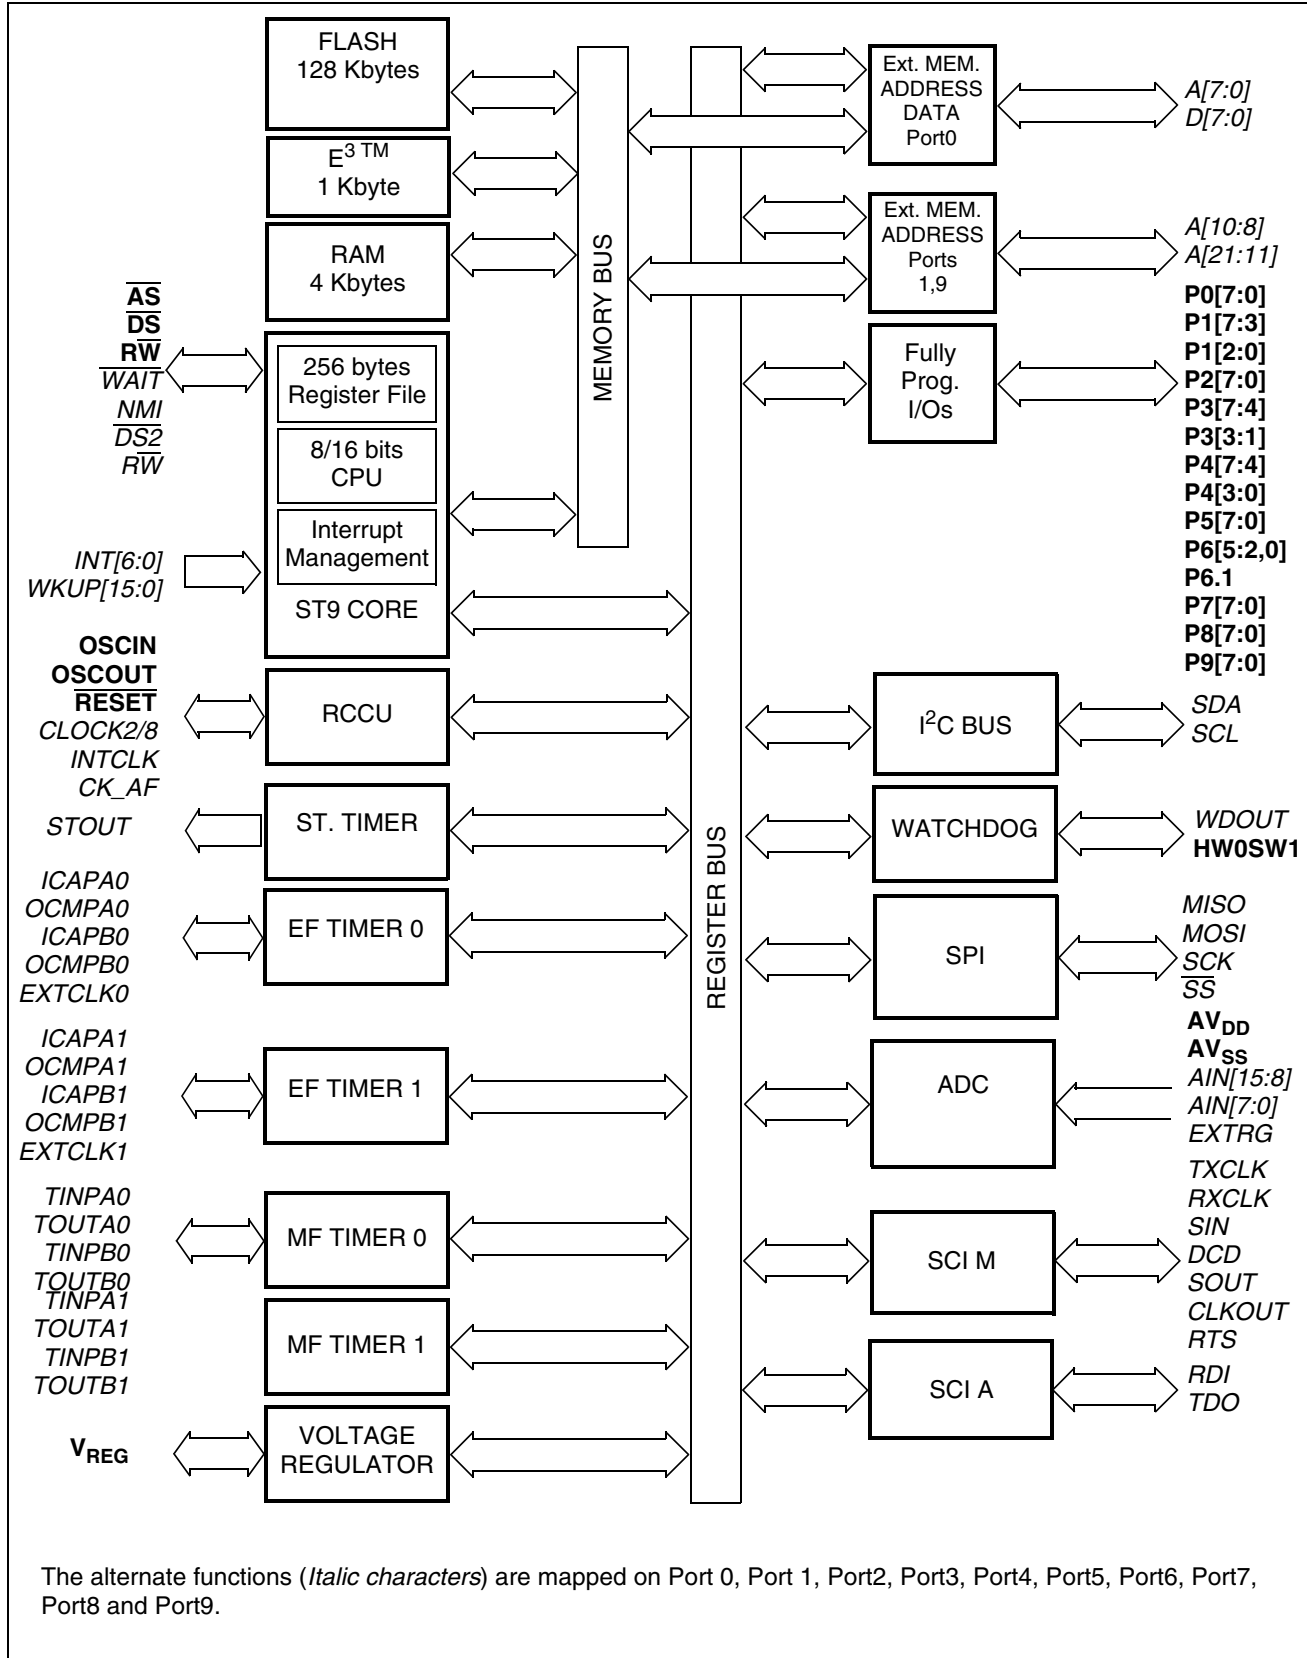 FLASH
128 Kbytes
E3 TM
1 Kbyte
RAM
4 Kbytes
AS
DS
RW
WAIT
NMI
DS2
RW
256 bytes
Register File
8/16 bits
CPU
Interrupt
Management
ST9 CORE
INT[6:0]
WKUP[15:0]
OSCIN
OSCOUT
RESET
CLOCK2/8
INTCLK
CK_AF
RCCU
STOUT
ST. TIMER
ICAPA0
OCMPA0
ICAPB0
OCMPB0
EXTCLK0
EF TIMER 0
ICAPA1
OCMPA1
ICAPB1
OCMPB1
EXTCLK1
EF TIMER 1
TINPA0
TOUTA0
TINPB0
TOUTB0
MF TIMER 0
TINPA1
TOUTA1
TINPB1
TOUTB1
MF TIMER 1
VREG
VOLTAGE
REGULATOR
MEMORY BUS
REGISTER BUS
Ext. MEM.
ADDRESS
DATA
Port0
A[7:0]
D[7:0]
Ext. MEM.
ADDRESS
Ports
1,9
A[10:8]
A[21:11]
Fully
Prog.
I/Os
P0[7:0]
P1[7:3]
P1[2:0]
P2[7:0]
P3[7:4]
P3[3:1]
P4[7:4]
P4[3:0]
P5[7:0]
P6[5:2,0]
P6.1
P7[7:0]
P8[7:0]
P9[7:0]
I2C BUS
SDA
SCL
WATCHDOG
WDOUT
HW0SW1
SPI
MISO
MOSI
SCK
SS
ADC
AVDD
AVSS
AIN[15:8]
AIN[7:0]
EXTRG
SCI M
TXCLK
RXCLK
SIN
DCD
SOUT
CLKOUT
RTS
SCI A
RDI
TDO
The alternate functions (Italic characters) are mapped on Port 0, Port 1, Port2, Port3, Port4, Port5, Port6, Port7,
Port8 and Port9.